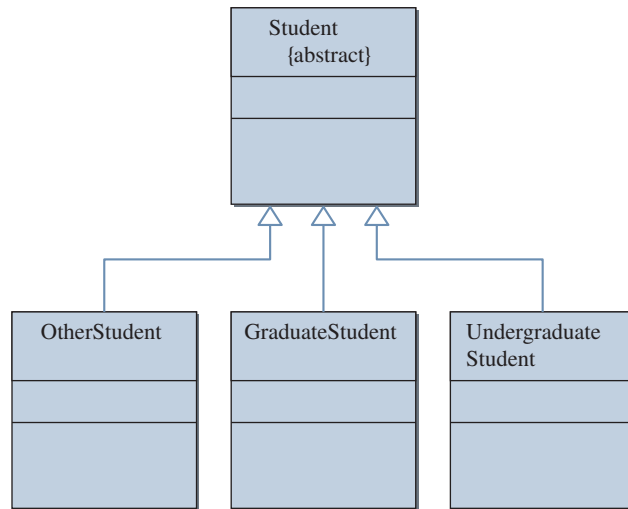 Student
{abstract}
OtherStudent
GraduateStudent
Undergraduate
Student